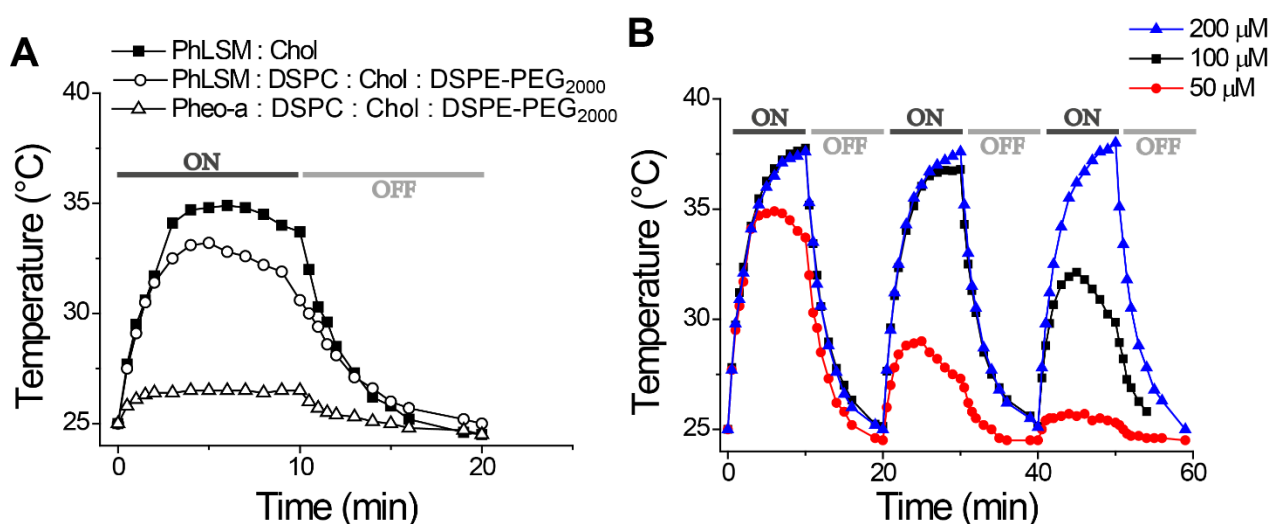 A
PhLSM : Chol
PhLSM : DSPC : Chol : DSPE-PEG2000
Pheo-a : DSPC : Chol : DSPE-PEG2000
40
35
30
25
Temperature (°C)
ON
OFF
0
10
20
Time (min)
B
200 µM
100 µM
50 µM
40
35
30
25
Temperature (°C)
ON
OFF
ON
OFF
ON
OFF
0
20
40
60
Time (min)